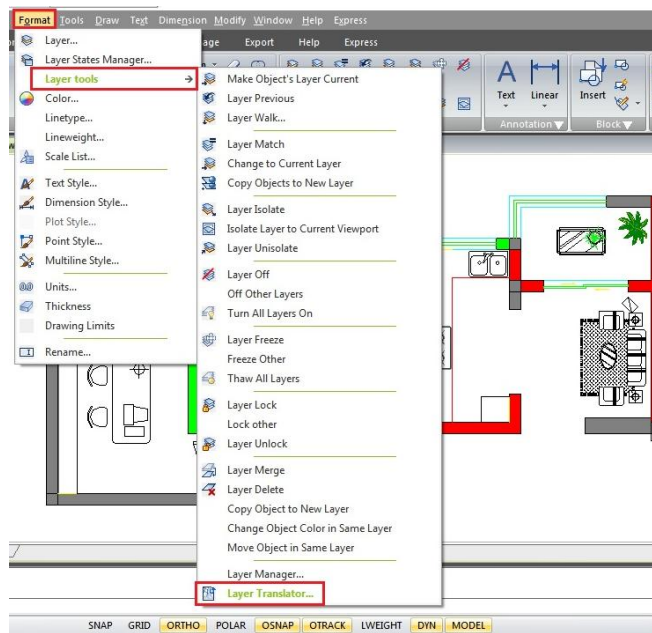 Format Tools Draw Text Dimension Modify Window Help Express
age Export Help Express
Layer...
Layer States Manager...
Layer tools
Color...
Linetype...
Lineweight...
Scale List...
Text Style...
Dimension Style...
Plot Style...
Point Style...
Multiline Style...
Units...
Thickness
Drawing Limits
Rename...
Make Object's Layer Current
Layer Previous
Layer Walk...
Layer Match
Change to Current Layer
Copy Objects to New Layer
Layer Isolate
Isolate Layer to Current Viewport
Layer Unisolate
Layer Off
Off Other Layers
Turn All Layers On
Layer Freeze
Freeze Other
Thaw All Layers
Layer Lock
Lock other
Layer Unlock
Layer Merge
Layer Delete
Copy Object to New Layer
Change Object Color in Same Layer
Move Object in Same Layer
Layer Manager...
Layer Translator...
Text Linear Insert
Annotation Block
SNAP GRID ORTHO POLAR OSNAP OTRACK LWEIGHT DYN MODEL